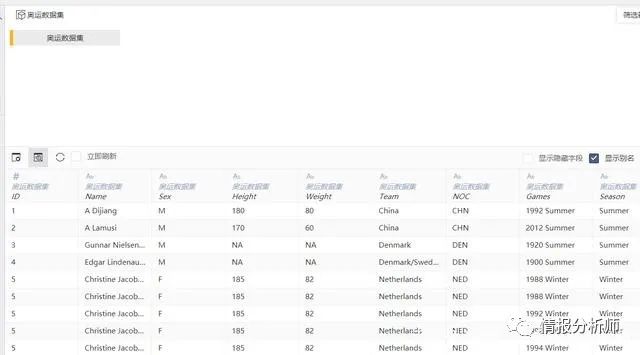 奥运数据集
筛选
奥运数据集
立即刷新
显示隐藏字段 显示别名
# Ab Ab Ab Ab Ab Ab Ab Ab
奥运数据集 奥运数据集 奥运数据集 奥运数据集 奥运数据集 奥运数据集 奥运数据集 奥运数据集 奥运数据集
ID Name Sex Height Weight Team NOC Games Season
1 A Dijiang M 180 80 China CHN 1992 Summer Summer
2 A Lamusi M 170 60 China CHN 2012 Summer Summer
3 Gunnar Nielsen... M NA NA Denmark DEN 1920 Summer Summer
4 Edgar Lindenau... M NA NA Denmark/Swed... DEN 1900 Summer Summer
5 Christine Jacob... F 185 82 Netherlands NED 1988 Winter Winter
5 Christine Jacob... F 185 82 Netherlands NED 1988 Winter Winter
5 Christine Jacob... F 185 82 Netherlands NED 1992 Winter Winter
5 Christine Jacob... F 185 82 Netherlands
5 Christine Jacob... F 185 82 Netherlands NED 1994 Winter Winter
情报分析师